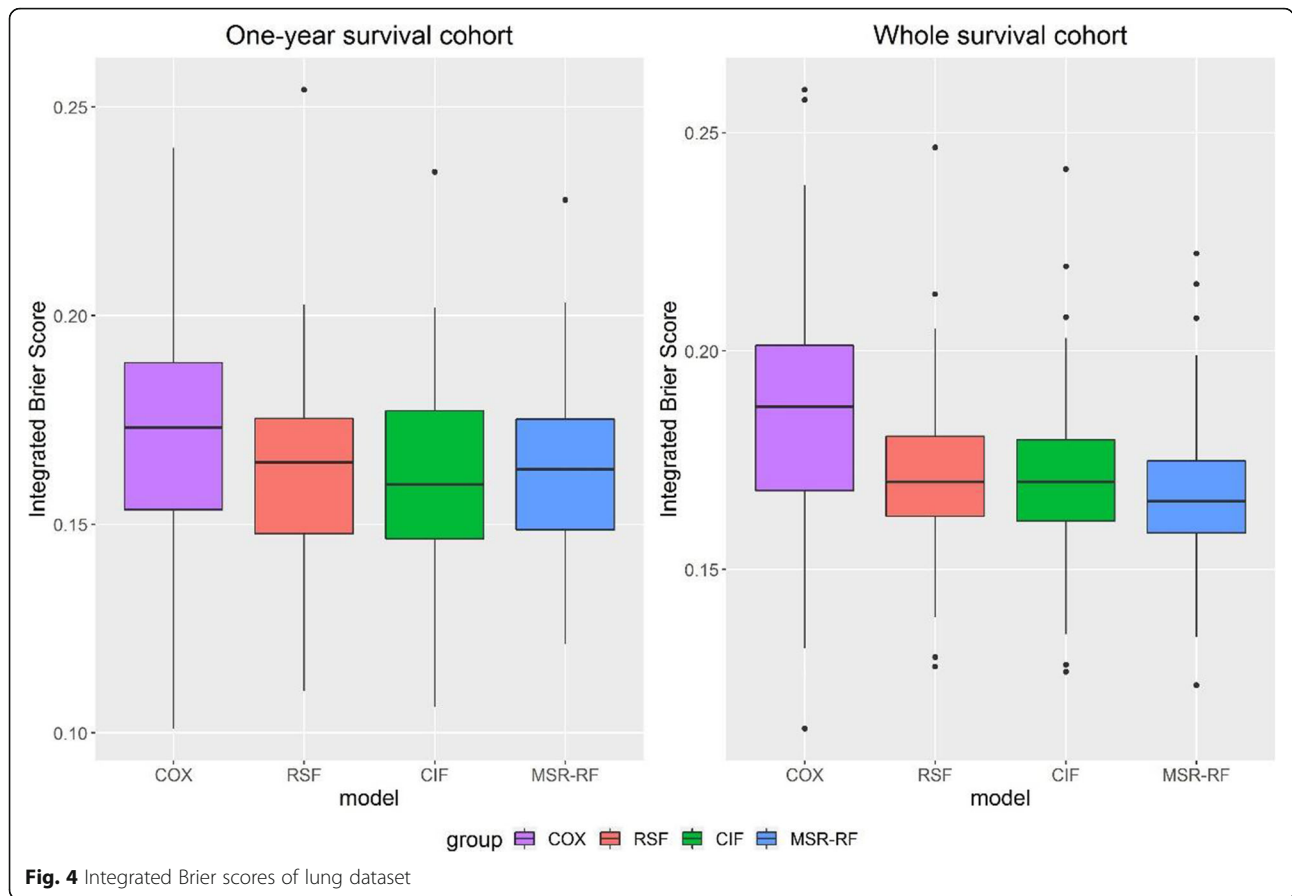 One-year survival cohort
Whole survival cohort
Integrated Brier Score
0.25
0.20
0.15
0.10
COX RSF CIF MSR-RF
model
Integrated Brier Score
0.25
0.20
0.15
COX RSF CIF MSR-RF
model
group COX RSF CIF MSR-RF
Fig. 4 Integrated Brier scores of lung dataset